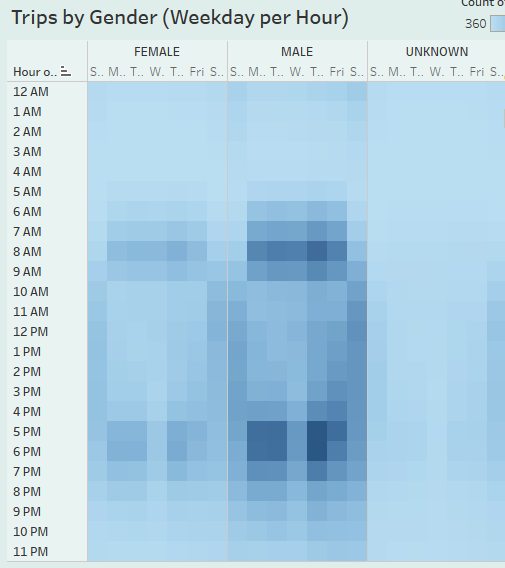 Trips by Gender (Weekday per Hour)
Count o
360
FEMALE MALE UNKNOWN
Hour o.. S.. M.. T.. W. T.. Fri S.. S.. M.. T.. W. T.. Fri S.. S.. M.. T.. W. T.. Fri S..
12 AM
1 AM
2 AM
3 AM
4 AM
5 AM
6 AM
7 AM
8 AM
9 AM
10 AM
11 AM
12 PM
1 PM
2 PM
3 PM
4 PM
5 PM
6 PM
7 PM
8 PM
9 PM
10 PM
11 PM